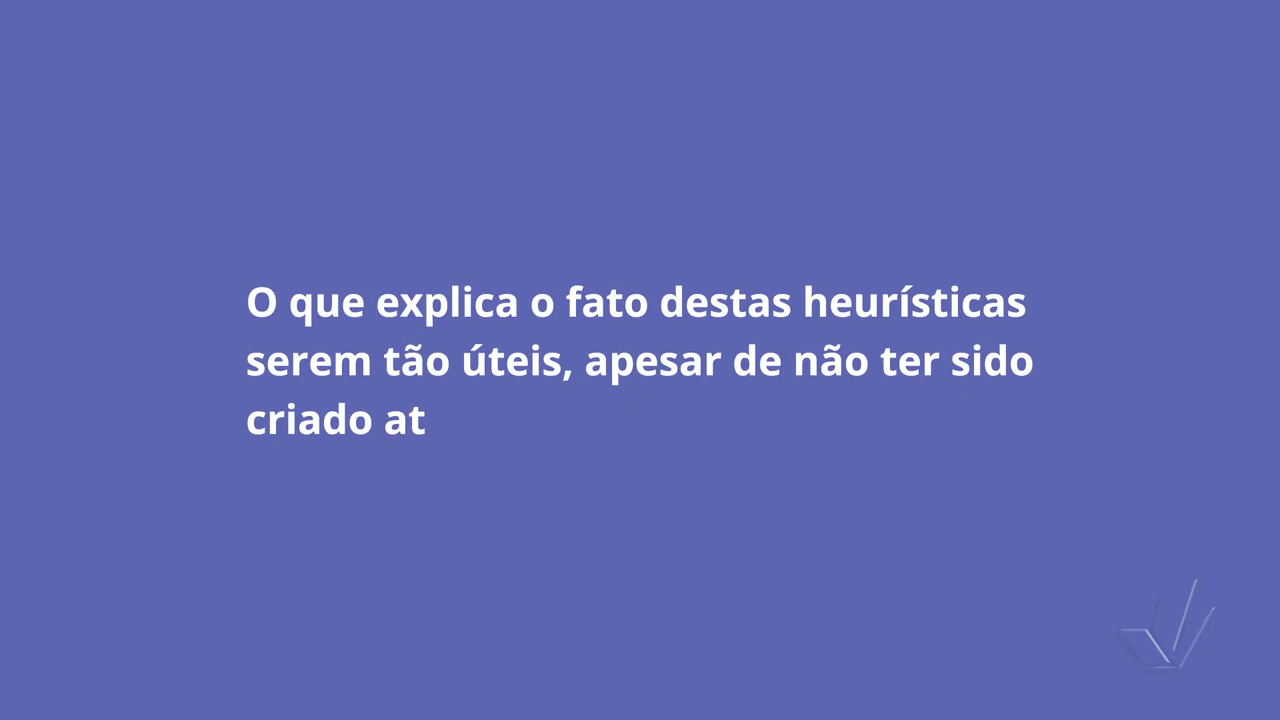 O que explica o fato destas heurísticas
serem tão úteis, apesar de não ter sido
criado at